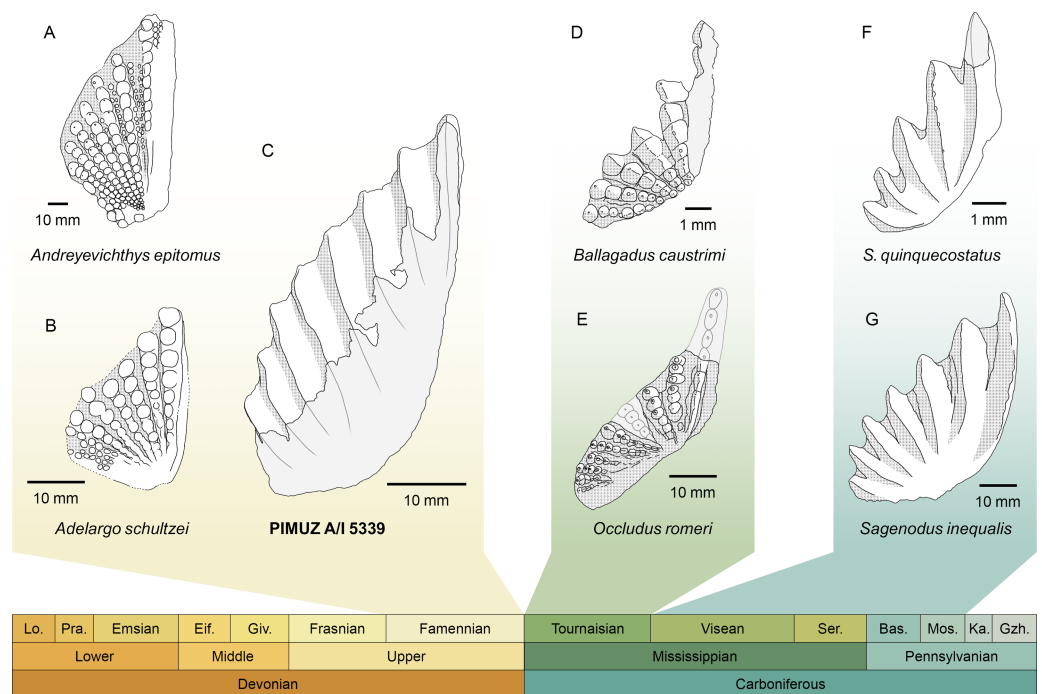 A
10 mm
Andreyevichthys epitomus
B
10 mm
Adelargo schultzei
C
10 mm
PIMUZ A/I 5339
D
1 mm
Ballagadus caustrimi
E
10 mm
Occludus romeri
F
1 mm
S. quinquecostatus
G
10 mm
Sagenodus inequalis
Lo. Pra. Emsian Eif. Giv. Frasnian Famennian Tournaisian Visean Ser. Bas. Mos. Ka. Gzh.
Lower Middle Upper Mississippian Pennsylvanian
Devonian Carboniferous